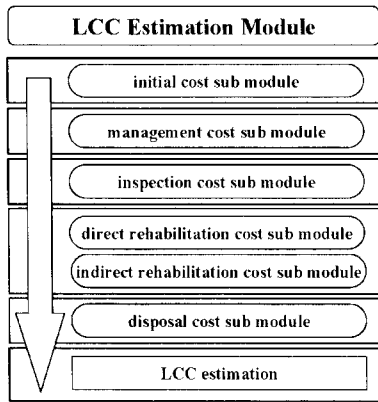 LCC Estimation Module
initial cost sub module
management cost sub module
inspection cost sub module
direct rehabilitation cost sub module
indirect rehabilitation cost sub module
disposal cost sub module
LCC estimation